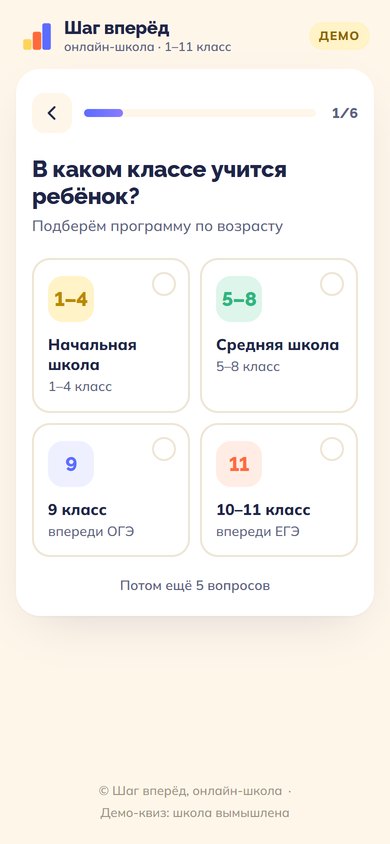 Шаг вперёд
онлайн-школа · 1–11 класс
ДЕМО
1/6
В каком классе учится
ребёнок?
Подберём программу по возрасту
1–4
Начальная
школа
1–4 класс
5–8
Средняя школа
5–8 класс
9
9 класс
впереди ОГЭ
11
10–11 класс
впереди ЕГЭ
Потом ещё 5 вопросов
© Шаг вперёд, онлайн-школа ·
Демо-квиз: школа вымышлена